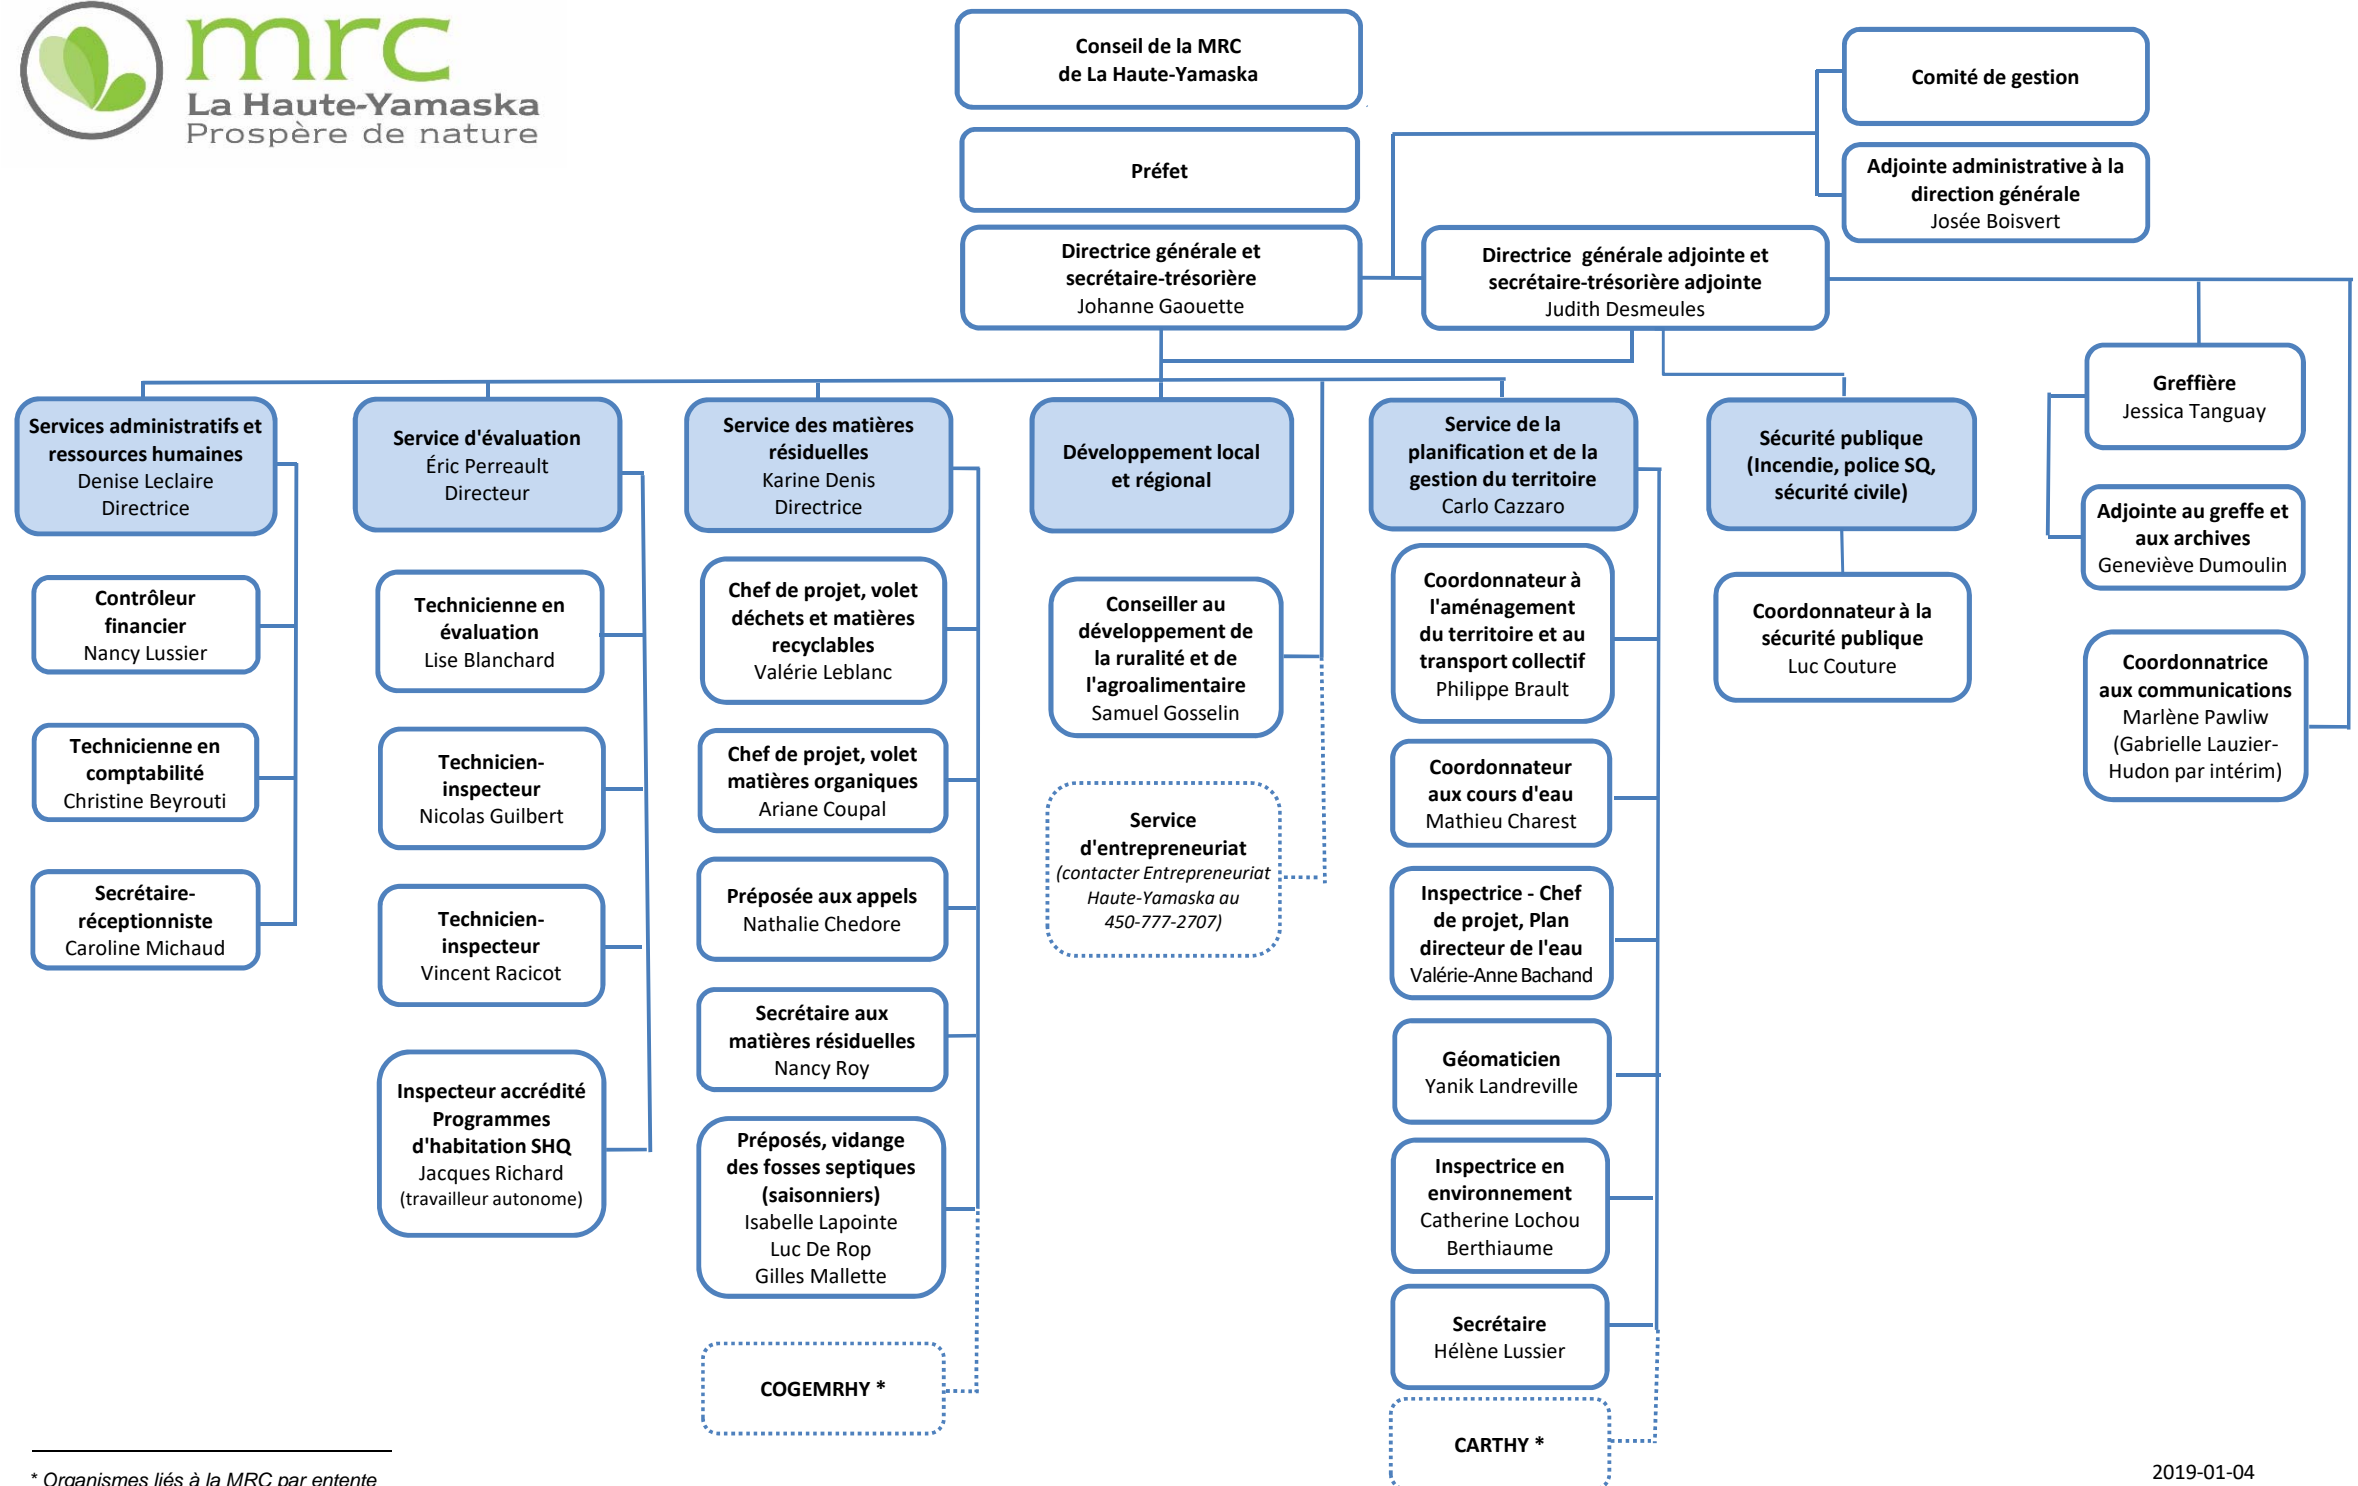 mrc
La Haute-Yamaska
Prospère de nature
Conseil de la MRC
de La Haute-Yamaska
Préfet
Directrice générale et
secrétaire-trésorière
Johanne Gaouette
Directrice générale adjointe et
secrétaire-trésorière adjointe
Judith Desmeules
Comité de gestion
Adjointe administrative à la
direction générale
Josée Boisvert
Services administratifs et
ressources humaines
Denise Leclaire
Directrice
Contrôleur
financier
Nancy Lussier
Technicienne en
comptabilité
Christine Beyrouti
Secrétaire-
réceptionniste
Caroline Michaud
Service d'évaluation
Éric Perreault
Directeur
Technicienne en
évaluation
Lise Blanchard
Technicien-
inspecteur
Nicolas Guilbert
Technicien-
inspecteur
Vincent Racicot
Inspecteur accrédité
Programmes
d'habitation SHQ
Jacques Richard
(travailleur autonome)
Service des matières
résiduelles
Karine Denis
Directrice
Chef de projet, volet
déchets et matières
recyclables
Valérie Leblanc
Chef de projet, volet
matières organiques
Ariane Coupal
Préposée aux appels
Nathalie Chedore
Secrétaire aux
matières résiduelles
Nancy Roy
Préposés, vidange
des fosses septiques
(saisonniers)
Isabelle Lapointe
Luc De Rop
Gilles Mallette
COGEMRHY *
Développement local
et régional
Conseiller au
développement de
la ruralité et de
l'agroalimentaire
Samuel Gosselin
Service
d'entrepreneuriat
(contacter Entrepreneuriat
Haute-Yamaska au
450-777-2707)
Service de la
planification et de la
gestion du territoire
Carlo Cazzaro
Coordonnateur à
l'aménagement
du territoire et au
transport collectif
Philippe Brault
Coordonnateur
aux cours d'eau
Mathieu Charest
Inspectrice - Chef
de projet, Plan
directeur de l'eau
Valérie-Anne Bachand
Géomaticien
Yanik Landreville
Inspectrice en
environnement
Catherine Lochou
Berthiaume
Secrétaire
Hélène Lussier
CARTHY *
Sécurité publique
(Incendie, police SQ,
sécurité civile)
Coordonnateur à la
sécurité publique
Luc Couture
Greffière
Jessica Tanguay
Adjointe au greffe et
aux archives
Geneviève Dumoulin
Coordonnatrice
aux communications
Marlène Pawliw
(Gabrielle Lauzier-
Hudon par intérim)
* Organismes liés à la MRC par entente
2019-01-04